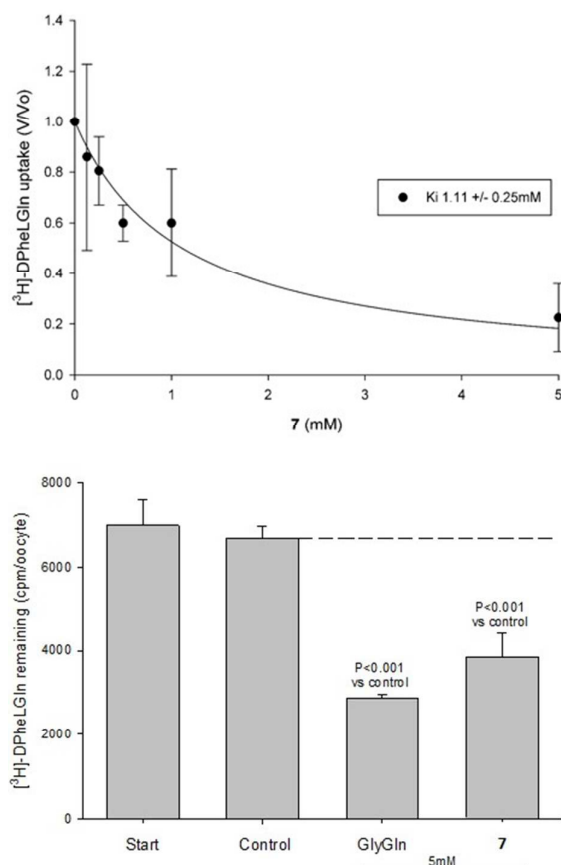 [³H]-DPheLGln uptake (V/Vo)
1.4
1.2
1.0
0.8
0.6
0.4
0.2
0.0
Ki 1.11 +/- 0.25mM
0 1 2 3 4 5
7 (mM)
[³H]-DPheLGln remaining (cpm/oocyte)
8000
6000
4000
2000
0
P<0.001
vs control
P<0.001
vs control
Start Control GlyGln 7
5mM